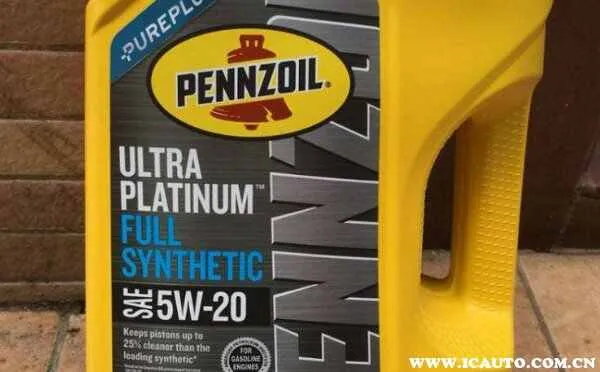 PUREPLUS
PENNZOIL®
ULTRA
PLATINUM™
FULL
SYNTHETIC
SAE 5W-20
Keeps pistons up to
25% cleaner than the
leading synthetic*
FOR
GASOLINE
ENGINES
WWW.ICAUTO.COM.CN